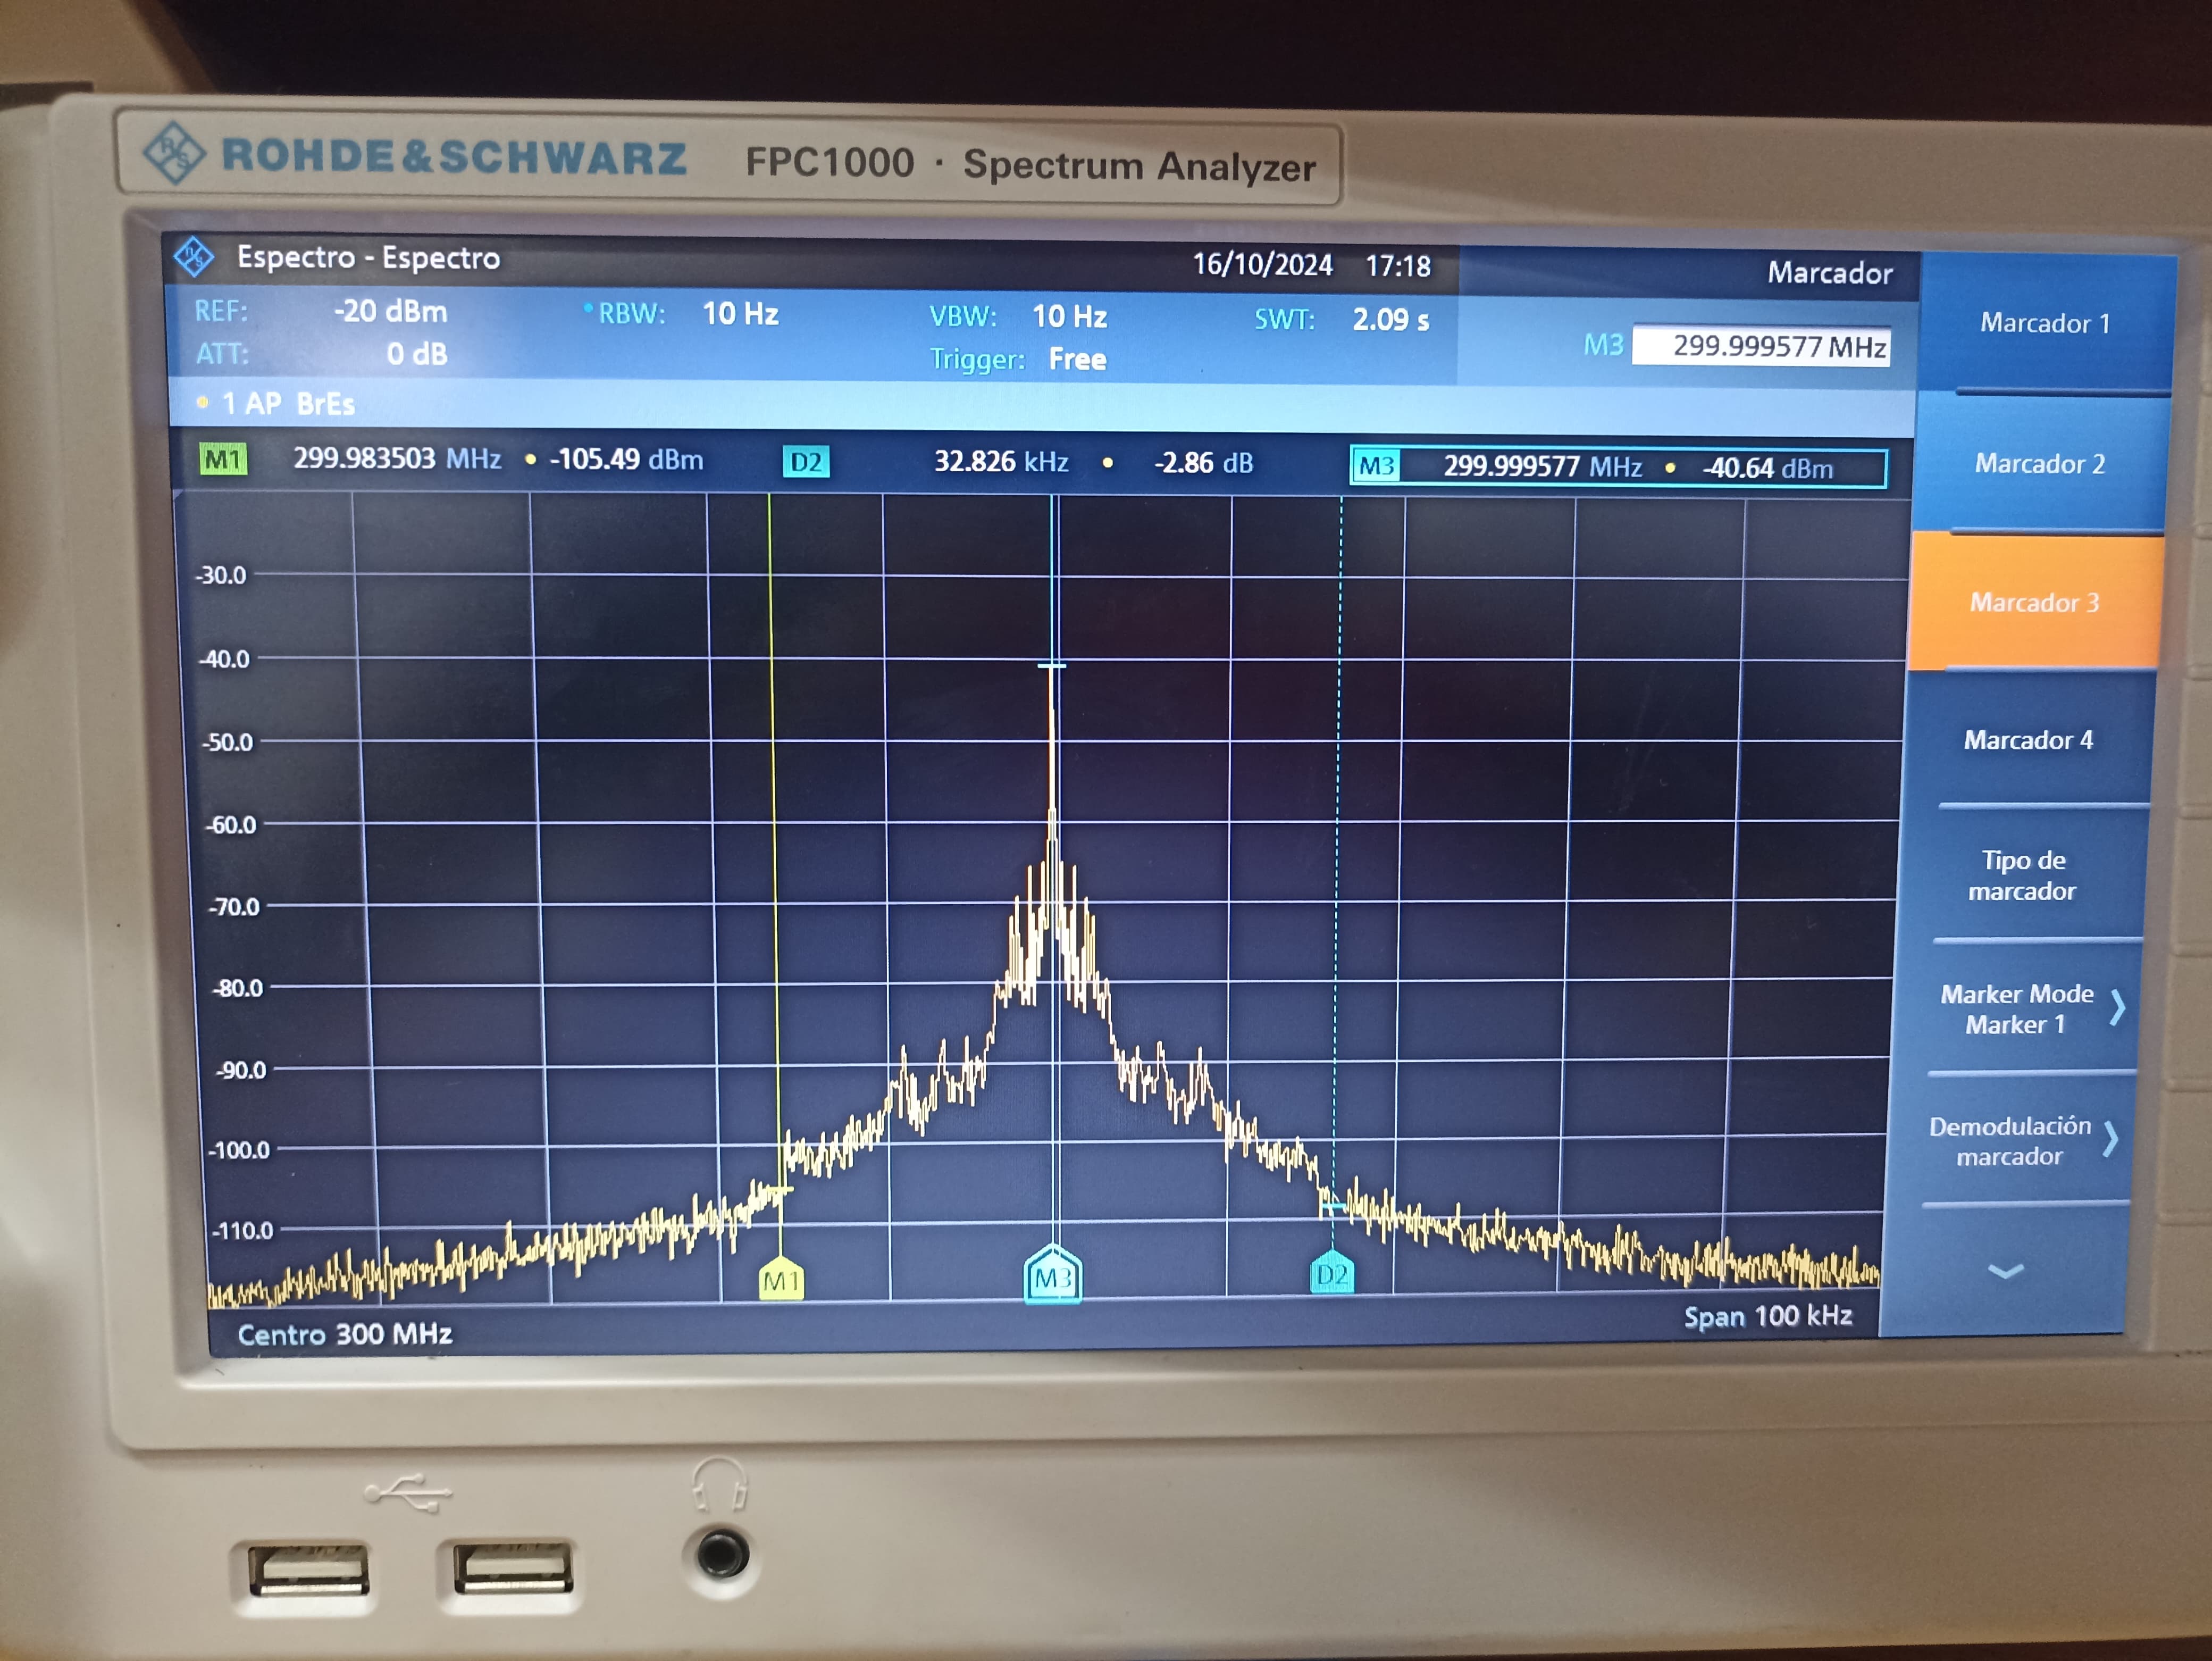 ROHDE&SCHWARZ FPC1000 · Spectrum Analyzer
Espectro - Espectro 16/10/2024 17:18 Marcador
REF: -20 dBm • RBW: 10 Hz VBW: 10 Hz SWT: 2.09 s
ATT: 0 dB Trigger: Free
M3 299.999577 MHz
• 1 AP BrEs
M1 299.983503 MHz • -105.49 dBm D2 32.826 kHz • -2.86 dB M3 299.999577 MHz • -40.64 dBm
-30.0
-40.0
-50.0
-60.0
-70.0
-80.0
-90.0
-100.0
-110.0
M1 M3 D2
Centro 300 MHz Span 100 kHz
Marcador 1
Marcador 2
Marcador 3
Marcador 4
Tipo de
marcador
Marker Mode
Marker 1
Demodulación
marcador